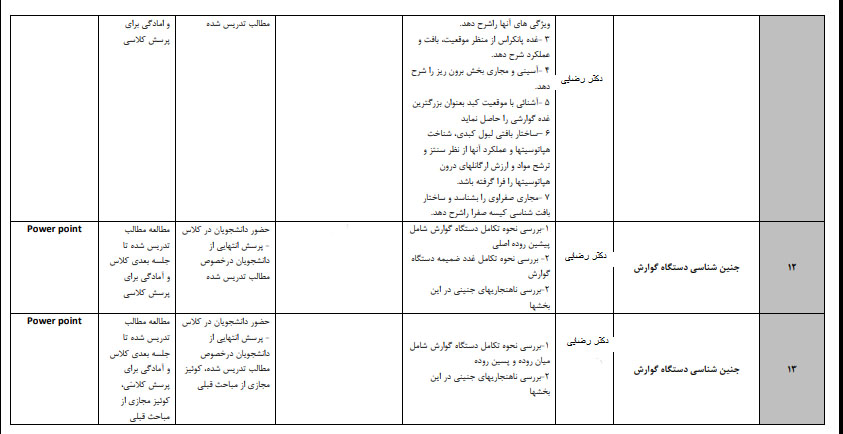 ویژگی های آنها راشرح دهد.
۳ -غده پانکراس از منظر موقعیت، بافت و
عملکرد شرح دهد.
۴ -آسینی و مجاری بخش برون ریز را شرح
دهد.
۵ -آشنائی با موقعیت کبد بعنوان بزرگترین
غده گوارشی را حاصل نماید
۶ -ساختار بافتی لبول کبدی، شناخت
هپاتوسیتها و عملکرد آنها از نظر سنتز و
ترشح مواد و ارزش ارگانلهای درون
هپاتوسیتها را فرا گرفته باشد.
۷ -مجاری صفراوی را بشناسد و ساختار
بافت شناسی کیسه صفرا راشرح دهد.
دکتر رضایی
مطالب تدریس شده
و امادگی برای
پرسش کلاسی
۱۲
جنین شناسی دستگاه گوارش
دکتر رضایی
۱-بررسی نحوه تکامل دستگاه گوارش شامل
پیشین روده اصلی
۲- بررسی نحوه تکامل غدد ضمیمه دستگاه
گوارش
۲-بررسی ناهنجاریهای جنینی در این
بخشها
حضور دانشجویان در کلاس
- پرسش انتهایی از
دانشجویان درخصوص
مطالب تدریس شده
مطالعه مطالب
تدریس شده تا
جلسه بعدی کلاس
و آمادگی برای
پرسش کلاسی
Power point
۱۳
جنین شناسی دستگاه گوارش
دکتر رضایی
۱-بررسی نحوه تکامل دستگاه گوارش شامل
میان روده و پسین روده
۲-بررسی ناهنجاریهای جنینی در این
بخشها
حضور دانشجویان در کلاس
- پرسش انتهایی از
دانشجویان درخصوص
مطالب تدریس شده، کوئیز
مجازی از مباحث قبلی
مطالعه مطالب
تدریس شده تا
جلسه بعدی کلاس
و آمادگی برای
پرسش کلاسی،
کوئیز مجازی از
مباحث قبلی
Power point